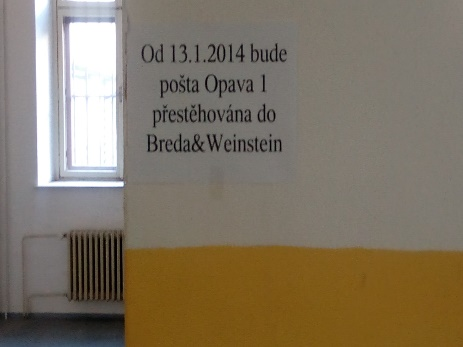 Od 13.1.2014 bude
pošta Opava 1
přestěhována do
Breda&Weinstein